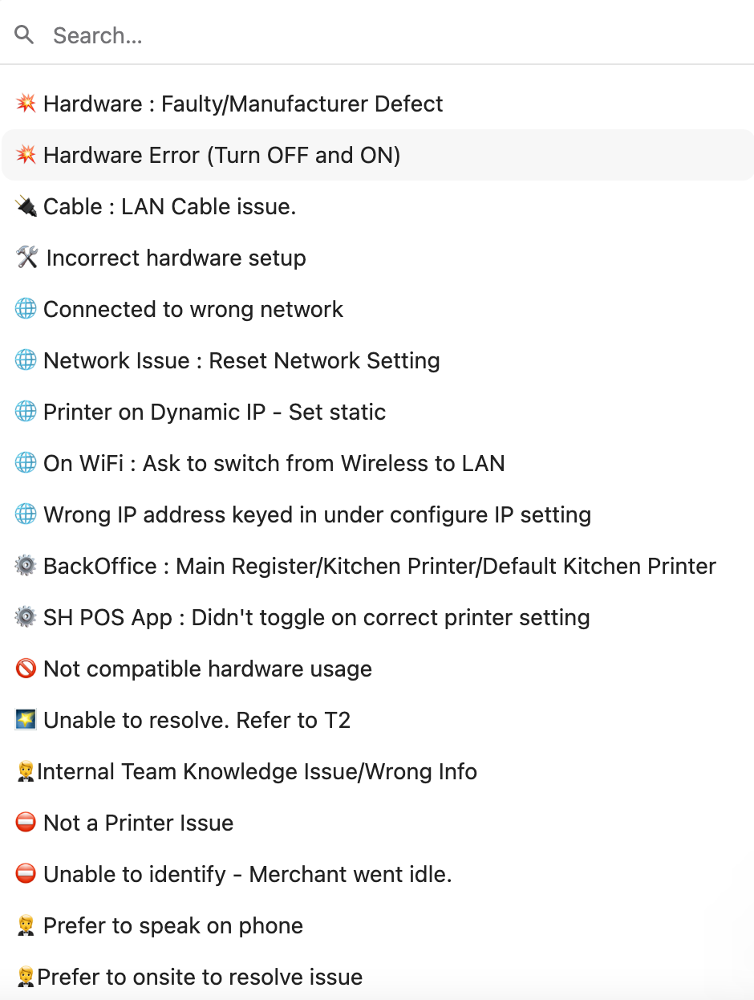 Search...
💥 Hardware : Faulty/Manufacturer Defect
💥 Hardware Error (Turn OFF and ON)
🔌 Cable : LAN Cable issue.
🛠 Incorrect hardware setup
🌐 Connected to wrong network
🌐 Network Issue : Reset Network Setting
🌐 Printer on Dynamic IP - Set static
🌐 On WiFi : Ask to switch from Wireless to LAN
🌐 Wrong IP address keyed in under configure IP setting
⚙️ BackOffice : Main Register/Kitchen Printer/Default Kitchen Printer
⚙️ SH POS App : Didn't toggle on correct printer setting
🚫 Not compatible hardware usage
🌠 Unable to resolve. Refer to T2
🤵Internal Team Knowledge Issue/Wrong Info
⛔ Not a Printer Issue
⛔ Unable to identify - Merchant went idle.
🤵 Prefer to speak on phone
🤵Prefer to onsite to resolve issue